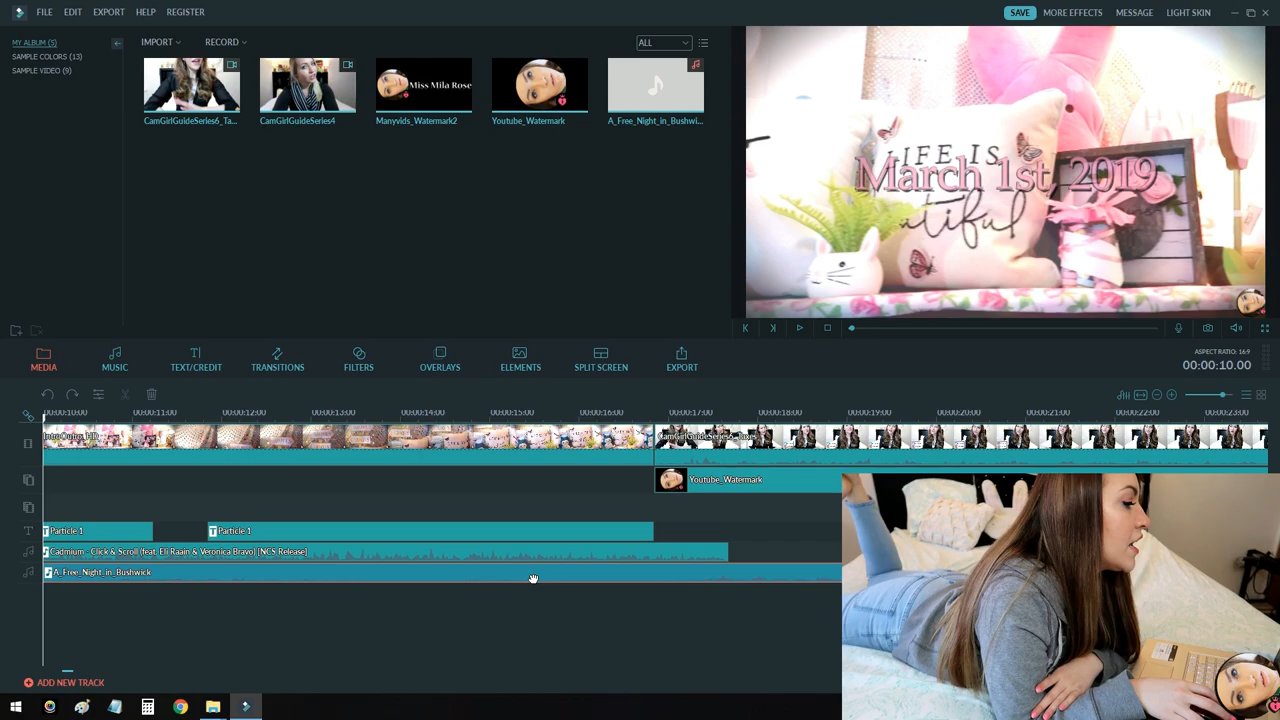 FILE EDIT EXPORT HELP REGISTER
SAVE MORE EFFECTS MESSAGE LIGHT SKIN
MY ALBUM (5)
SAMPLE COLORS (13)
SAMPLE VIDEO (9)
IMPORT RECORD
ALL
Miss Mila Rose
CamGirlGuideSeries6_Ta...
CamGirlGuideSeries4
Manyvids_Watermark2
Youtube_Watermark
A_Free_Night_in_Bushwi...
LIFE IS
March 1st, 2019
MEDIA MUSIC TEXT/CREDIT TRANSITIONS FILTERS OVERLAYS ELEMENTS SPLIT SCREEN EXPORT
ASPECT RATIO: 16:9
00:00:10.00
00:00:10:00 00:00:11:00 00:00:12:00 00:00:13:00 00:00:14:00 00:00:15:00 00:00:16:00 00:00:17:00 00:00:18:00 00:00:19:00 00:00:20:00 00:00:21:00 00:00:22:00 00:00:23:00
CamGirlGuideSeries6_Taxes
Youtube_Watermark
T Particle 1
T Particle 1
Cadmium - Click & Scroll (feat. Eli Raain & Veronica Bravo) [NCS Release]
A_Free_Night_in_Bushwick
ADD NEW TRACK